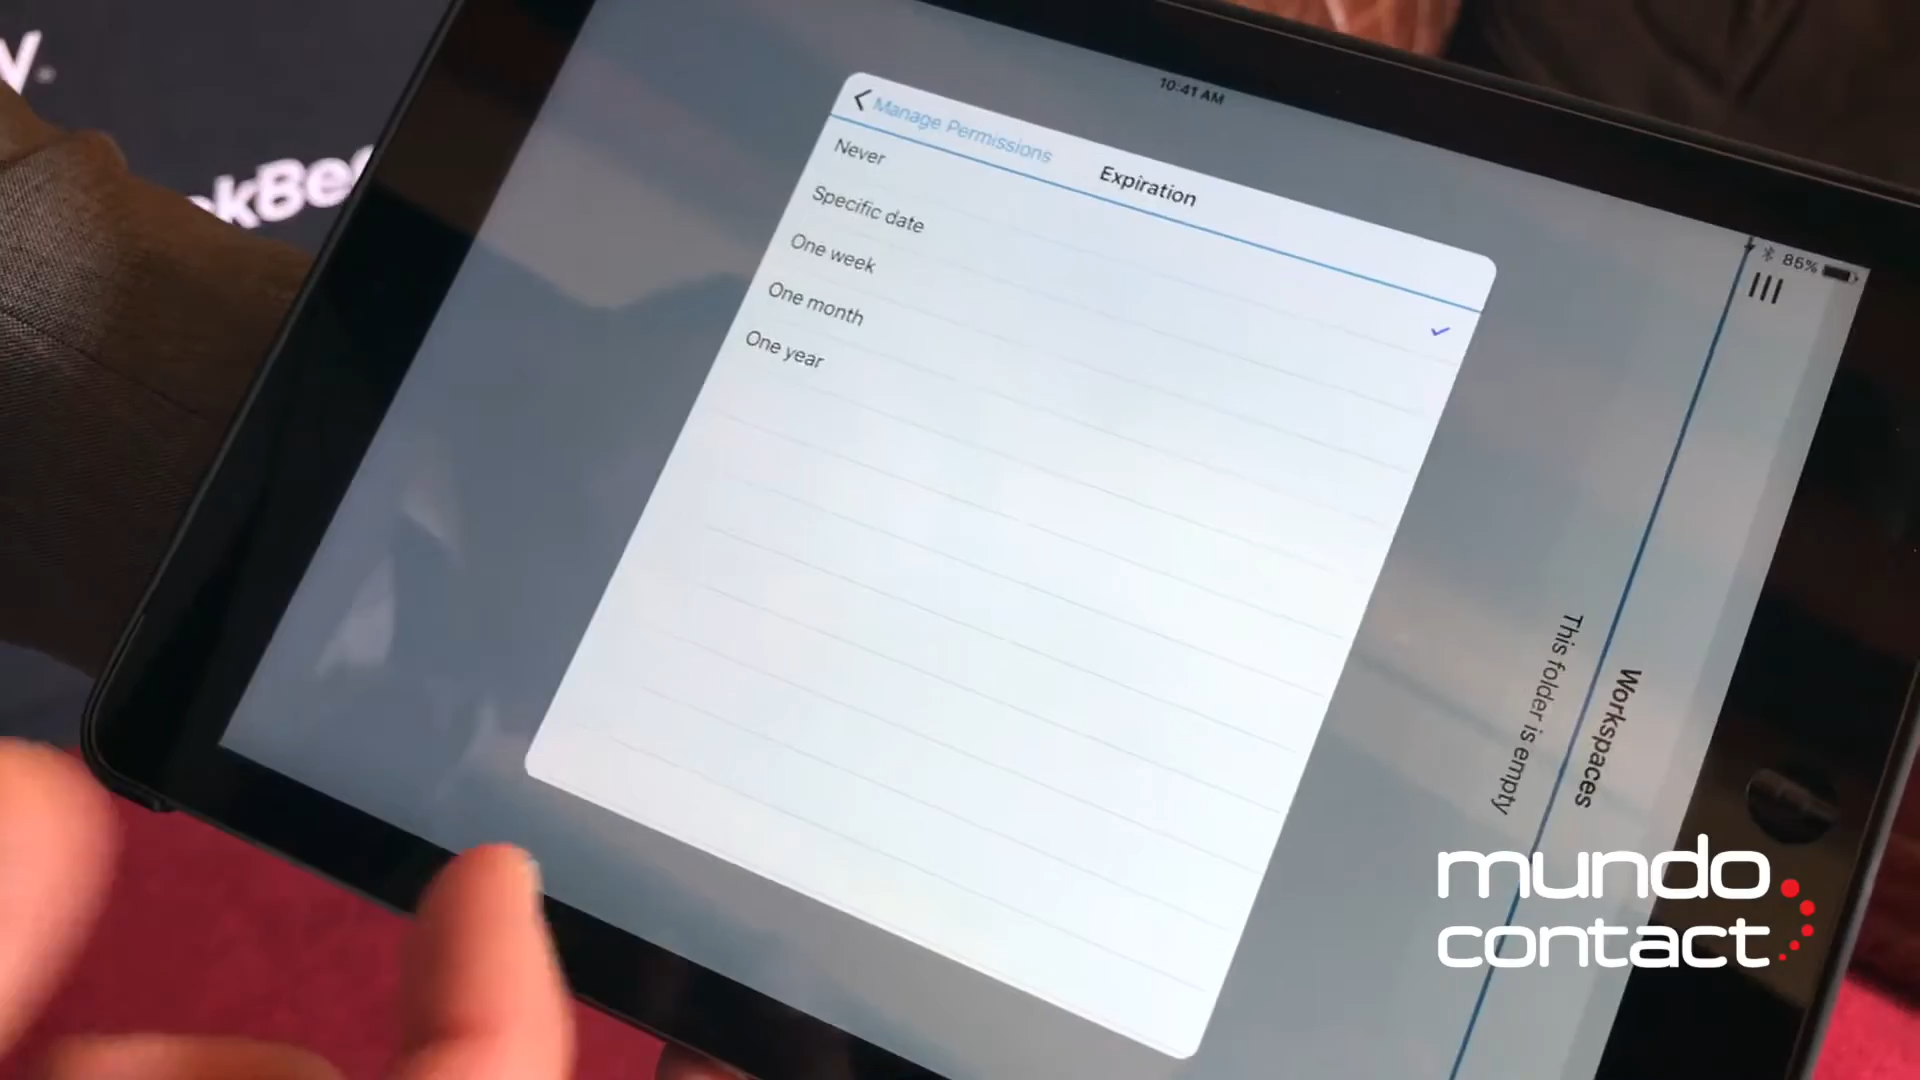 10:41 AM
Manage Permissions
Expiration
Never
Specific date
One week
One month
One year
85%
Workspaces
This folder is empty
mundo
contact